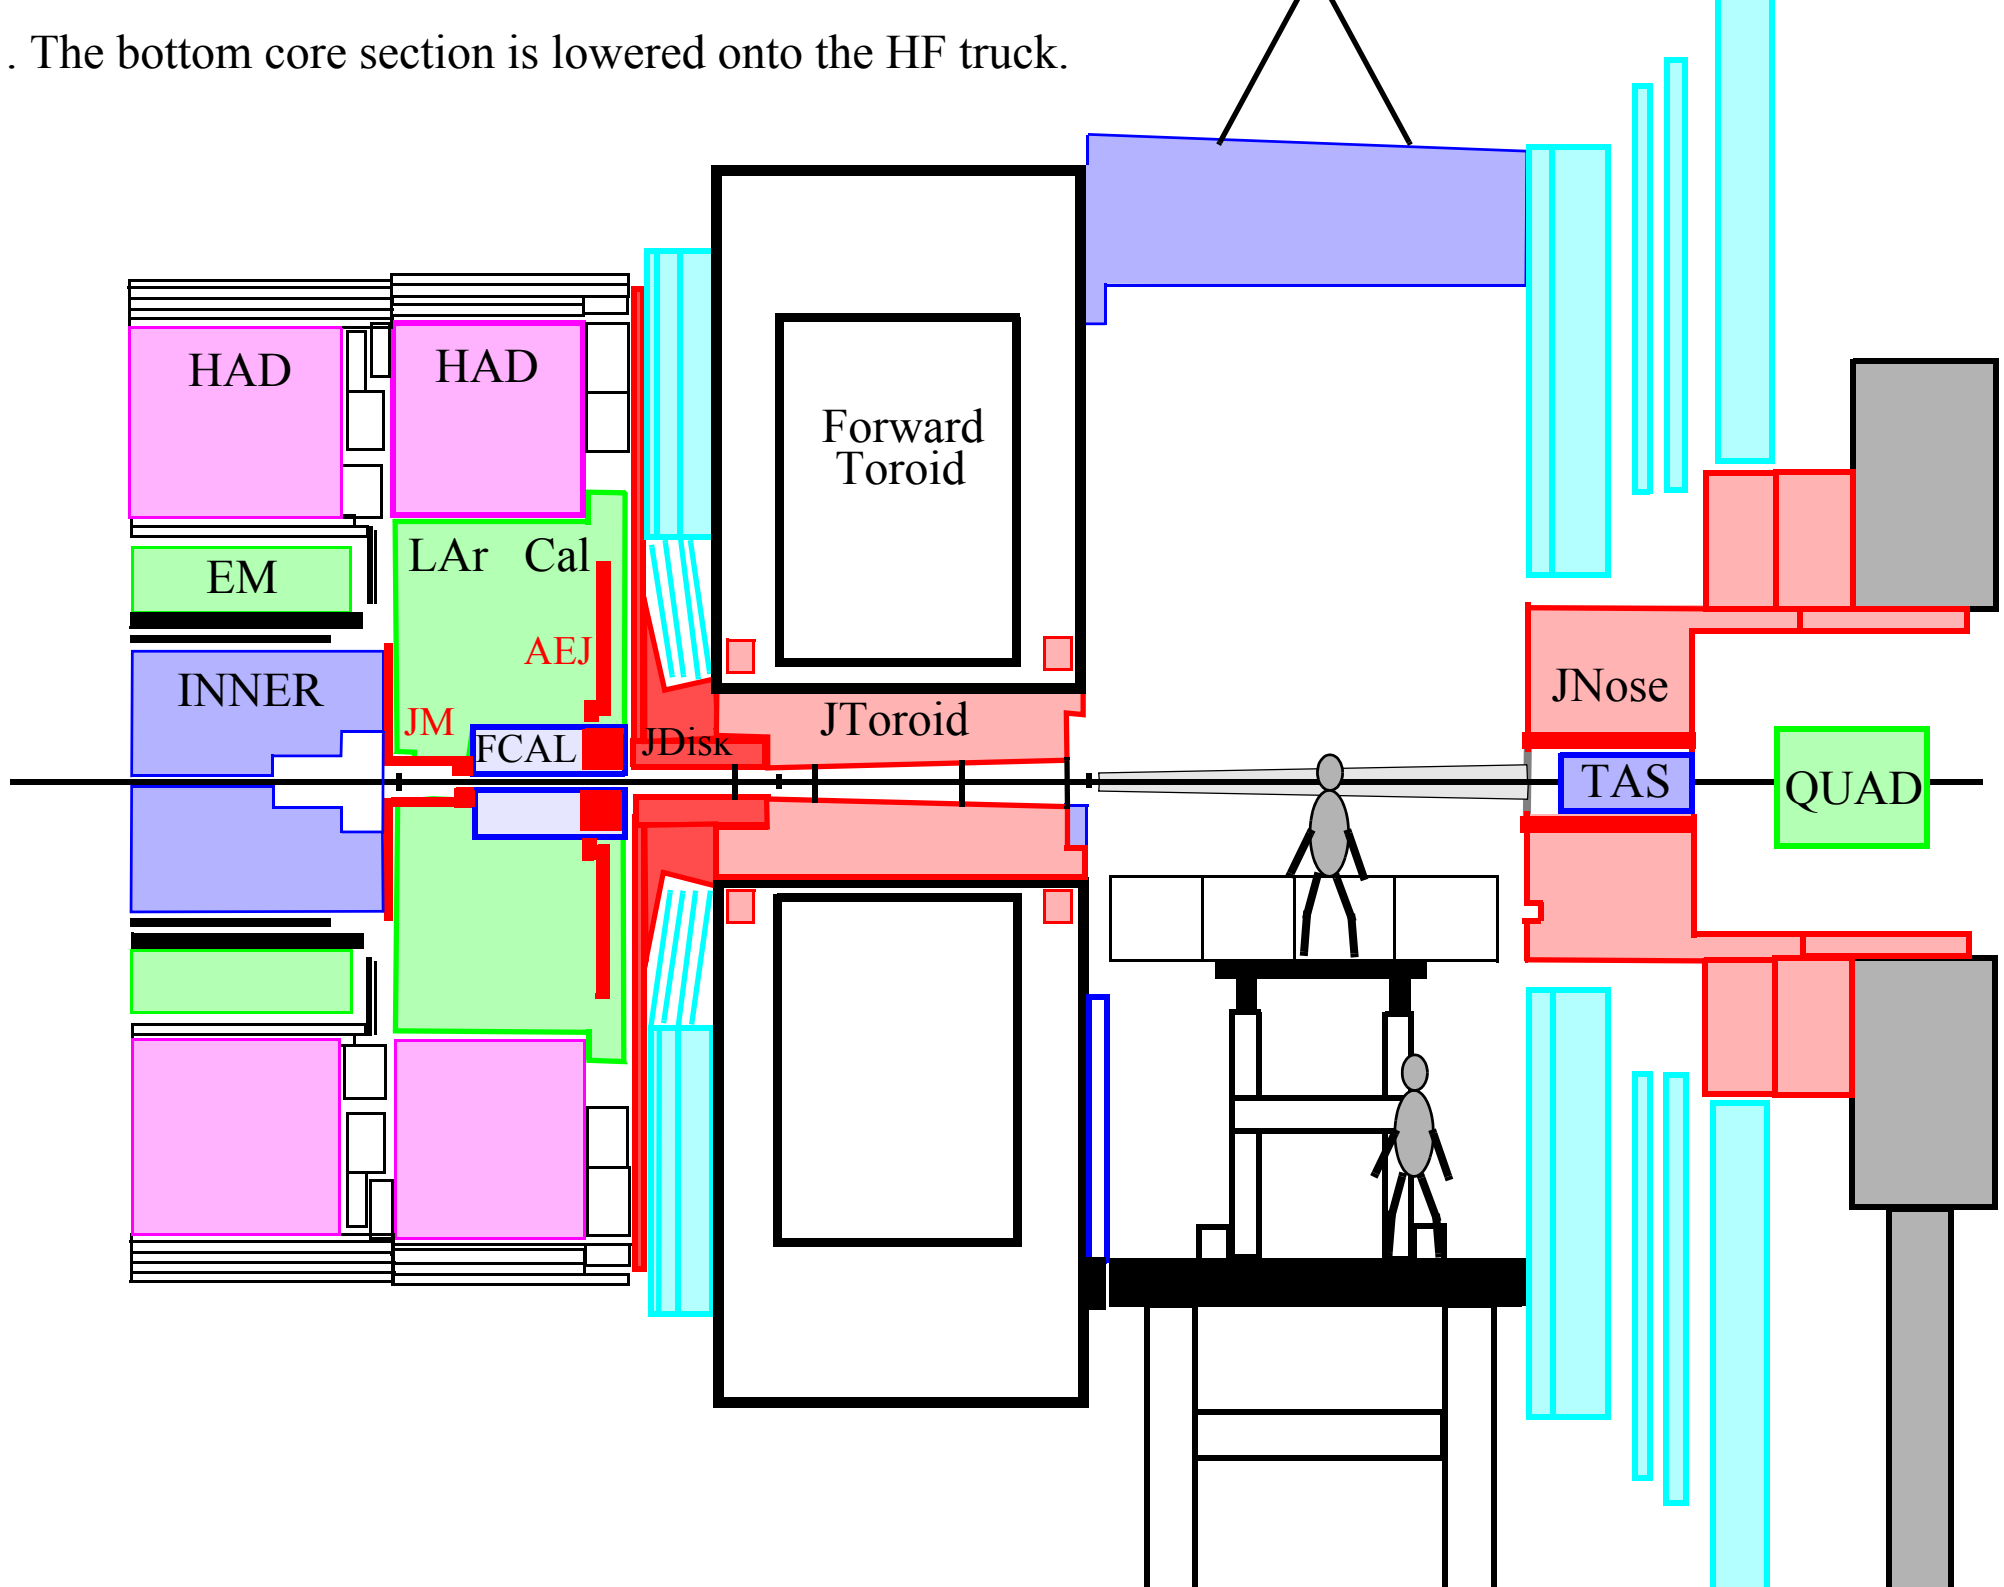 . The bottom core section is lowered onto the HF truck.
HAD
HAD
Forward
Toroid
LAr Cal
EM
AEJ
INNER
JM
FCAL
JDisk
JToroid
JNose
TAS
QUAD